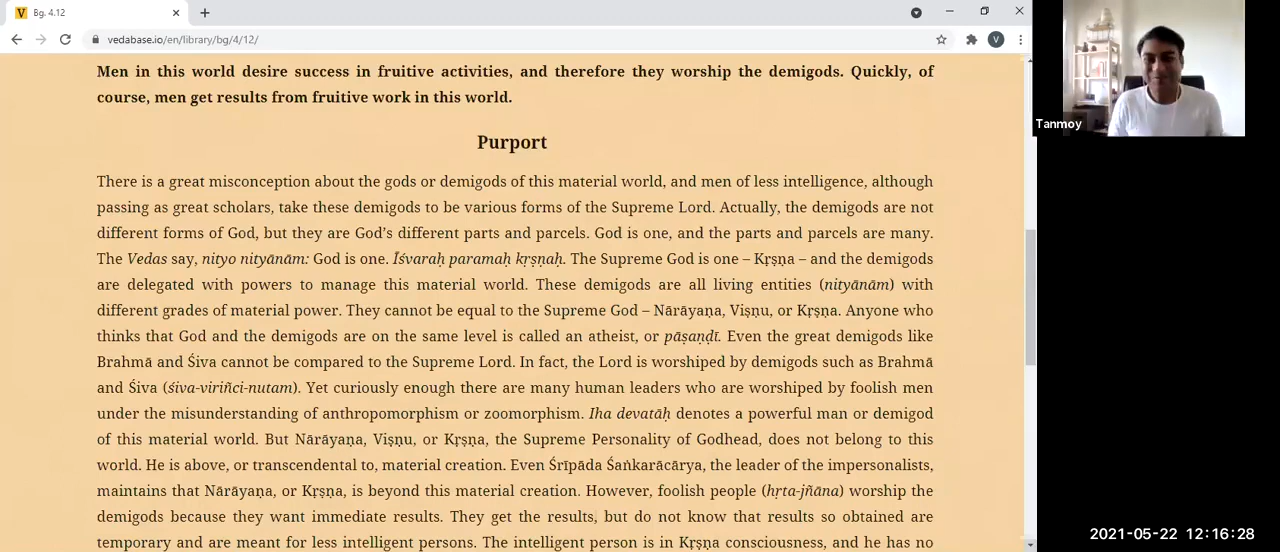 Bg. 4.12
vedabase.io/en/library/bg/4/12/
V
Men in this world desire success in fruitive activities, and therefore they worship the demigods. Quickly, of
course, men get results from fruitive work in this world.
Purport
There is a great misconception about the gods or demigods of this material world, and men of less intelligence, although
passing as great scholars, take these demigods to be various forms of the Supreme Lord. Actually, the demigods are not
different forms of God, but they are God’s different parts and parcels. God is one, and the parts and parcels are many.
The Vedas say, nityo nityānām: God is one. Īśvaraḥ paramaḥ kṛṣṇaḥ. The Supreme God is one – Kṛṣṇa – and the demigods
are delegated with powers to manage this material world. These demigods are all living entities (nityānām) with
different grades of material power. They cannot be equal to the Supreme God – Nārāyaṇa, Viṣṇu, or Kṛṣṇa. Anyone who
thinks that God and the demigods are on the same level is called an atheist, or pāṣaṇḍī. Even the great demigods like
Brahmā and Śiva cannot be compared to the Supreme Lord. In fact, the Lord is worshiped by demigods such as Brahmā
and Śiva (śiva-viriñci-nutam). Yet curiously enough there are many human leaders who are worshiped by foolish men
under the misunderstanding of anthropomorphism or zoomorphism. Iha devatāḥ denotes a powerful man or demigod
of this material world. But Nārāyaṇa, Viṣṇu, or Kṛṣṇa, the Supreme Personality of Godhead, does not belong to this
world. He is above, or transcendental to, material creation. Even Śrīpāda Śaṅkarācārya, the leader of the impersonalists,
maintains that Nārāyaṇa, or Kṛṣṇa, is beyond this material creation. However, foolish people (hṛta-jñāna) worship the
demigods because they want immediate results. They get the results, but do not know that results so obtained are
temporary and are meant for less intelligent persons. The intelligent person is in Kṛṣṇa consciousness, and he has no
Tanmoy
2021-05-22 12:16:28